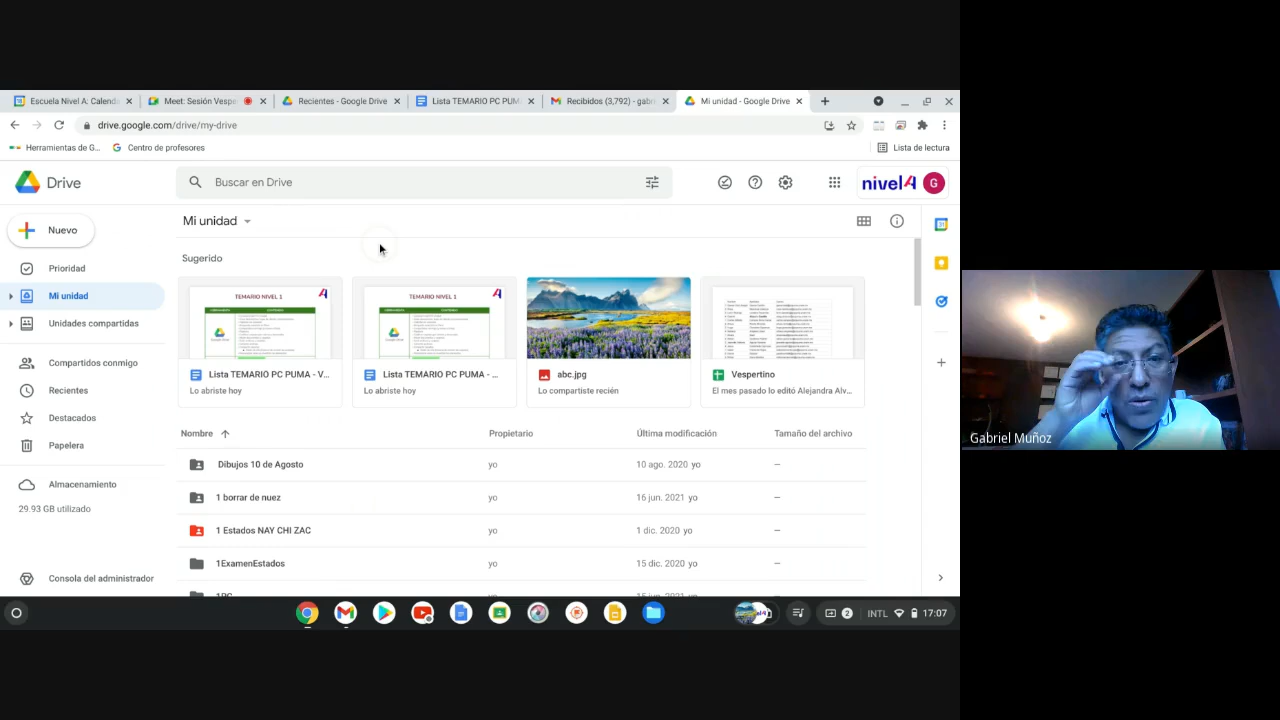 Escuela Nivel A: Calend
Meet: Sesión Vespe
Recientes - Google Drive
Lista TEMARIO PC PUM
Recibidos (3,792) - gabr
Mi unidad - Google Drive
drive.google.com/drive/my-drive
Herramientas de G...
Centro de profesores
Lista de lectura
Drive
Buscar en Drive
nivel A
G
Nuevo
Mi unidad
Prioridad
Mi unidad
Unidades compartidas
Compartidos conmigo
Recientes
Destacados
Papelera
Almacenamiento
29.93 GB utilizado
Consola del administrador
Sugerido
TEMARIO NIVEL 1
TEMARIO NIVEL 1
Lista TEMARIO PC PUMA - V...
Lo abriste hoy
Lista TEMARIO PC PUMA - ...
Lo abriste hoy
abc.jpg
Lo compartiste recién
Vespertino
El mes pasado lo editó Alejandra Alv...
Nombre Propietario Última modificación Tamaño del archivo
Dibujos 10 de Agosto yo 10 ago. 2020 yo —
1 borrar de nuez yo 16 jun. 2021 yo —
1 Estados NAY CHI ZAC yo 1 dic. 2020 yo —
1ExamenEstados yo 15 dic. 2020 yo —
Gabriel Muñoz
2 INTL 17:07